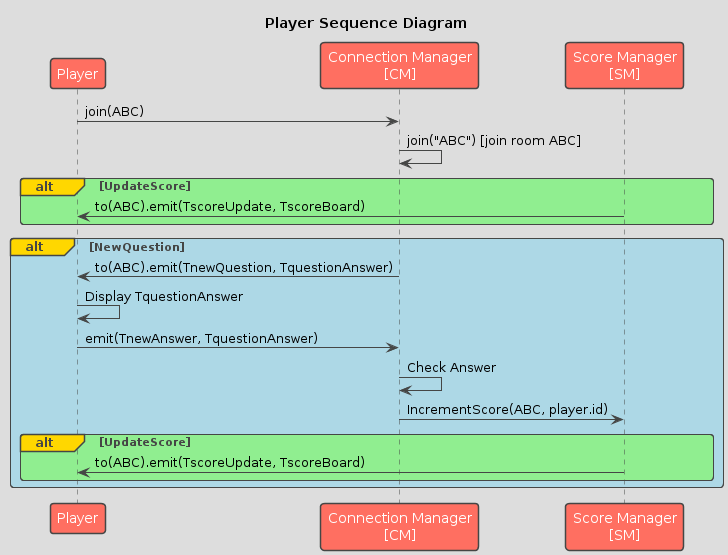 Player Sequence Diagram
Player
Connection Manager
[CM]
Score Manager
[SM]
join(ABC)
join("ABC") [join room ABC]
alt [UpdateScore]
to(ABC).emit(TscoreUpdate, TscoreBoard)
alt [NewQuestion]
to(ABC).emit(TnewQuestion, TquestionAnswer)
Display TquestionAnswer
emit(TnewAnswer, TquestionAnswer)
Check Answer
IncrementScore(ABC, player.id)
alt [UpdateScore]
to(ABC).emit(TscoreUpdate, TscoreBoard)
Player
Connection Manager
[CM]
Score Manager
[SM]